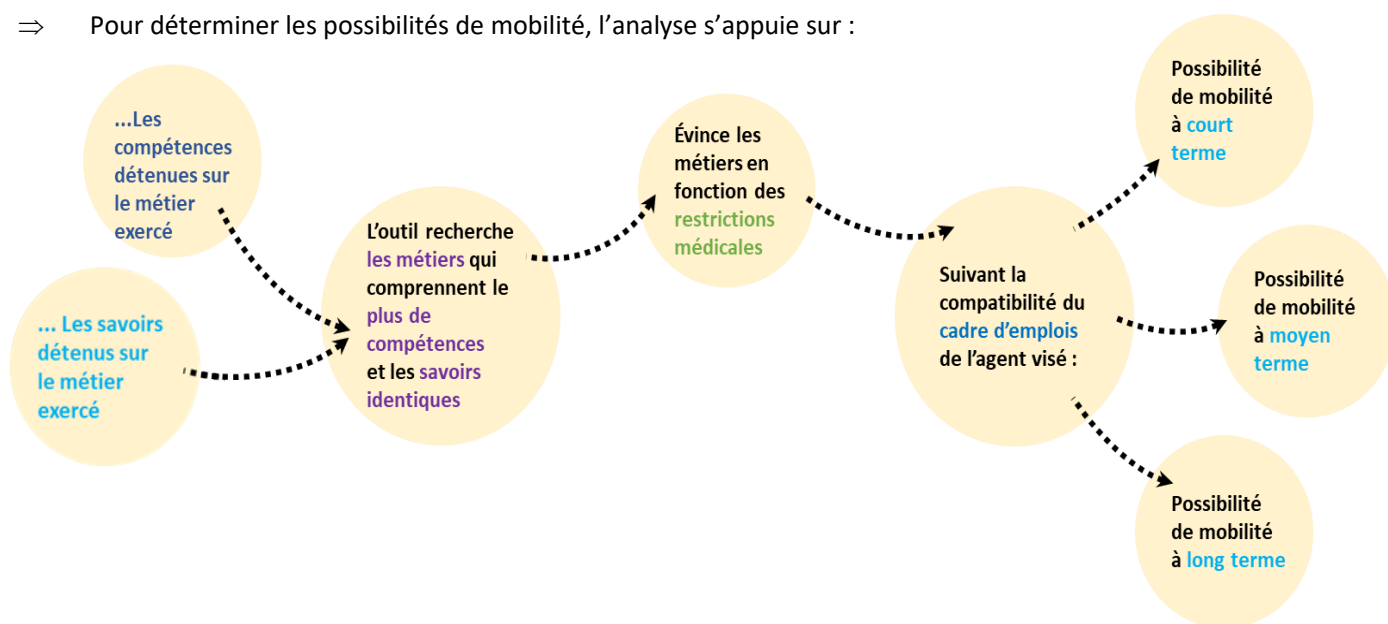 ⇒ Pour déterminer les possibilités de mobilité, l’analyse s’appuie sur :
...Les
compétences
détenues sur
le métier
exercé
... Les savoirs
détenus sur
le métier
exercé
L’outil recherche
les métiers qui
comprennent le
plus de
compétences
et les savoirs
identiques
Évince les
métiers en
fonction des
restrictions
médicales
Suivant la
compatibilité du
cadre d’emplois
de l’agent visé :
Possibilité
de mobilité
à court
terme
Possibilité
de mobilité
à moyen
terme
Possibilité
de mobilité
à long terme